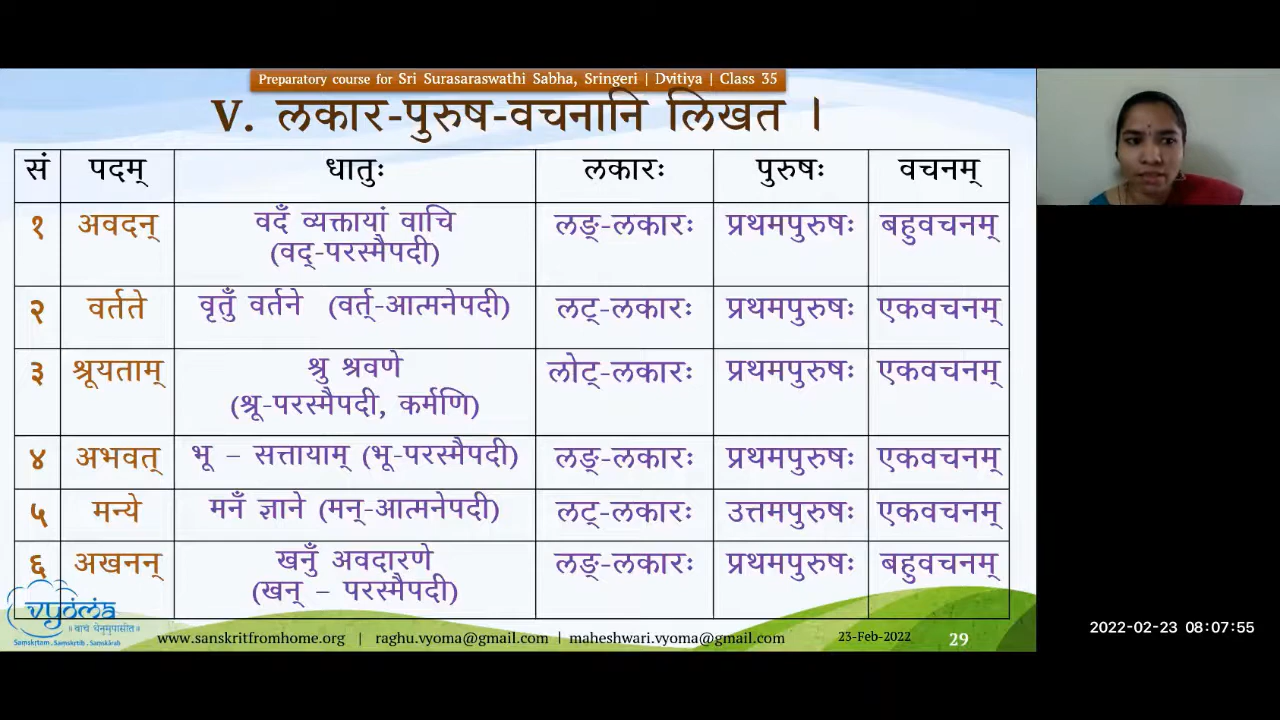 Preparatory course for Sri Surasaraswathi Sabha, Sringeri | Dvitiya | Class 35
V. लकार-पुरुष-वचनानि लिखत ।
सं पदम् धातुः लकारः पुरुषः वचनम्
१ अवदन् वदँ व्यक्तायां वाचि लङ्-लकारः प्रथमपुरुषः बहुवचनम्
(वद्-परस्मैपदी)
२ वर्तते वृतुँ वर्तने (वर्त्-आत्मनेपदी) लट्-लकारः प्रथमपुरुषः एकवचनम्
३ श्रूयताम् श्रु श्रवणे लोट्-लकारः प्रथमपुरुषः एकवचनम्
(श्रू-परस्मैपदी, कर्मणि)
४ अभवत् भू – सत्तायाम् (भू-परस्मैपदी) लङ्-लकारः प्रथमपुरुषः एकवचनम्
५ मन्ये मनँ ज्ञाने (मन्-आत्मनेपदी) लट्-लकारः उत्तमपुरुषः एकवचनम्
६ अखनन् खनुँ अवदारणे लङ्-लकारः प्रथमपुरुषः बहुवचनम्
(खन् – परस्मैपदी)
vyoma
॥ वाचं धेनुमुपासीत ॥
Samskrtam . Samskriti . Samskara
www.sanskritfromhome.org | raghu.vyoma@gmail.com | maheshwari.vyoma@gmail.com 23-Feb-2022 29
2022-02-23 08:07:55